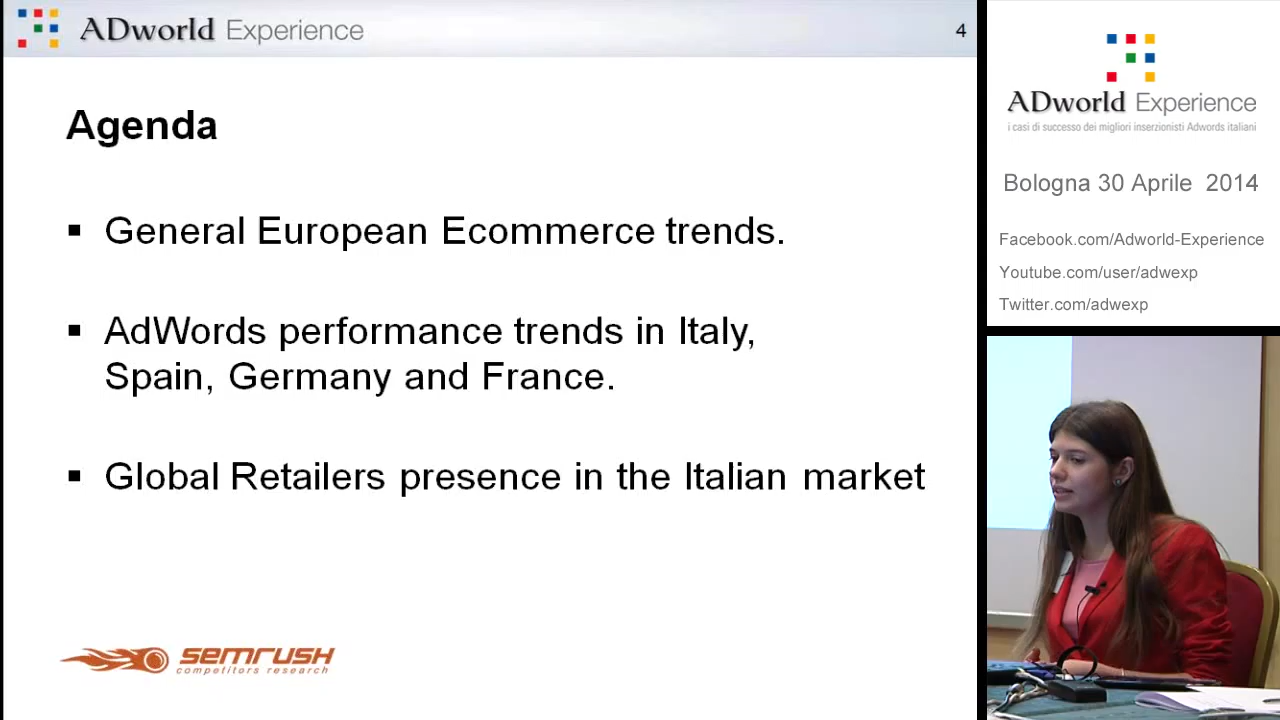 ADworld Experience
4
Agenda
▪ General European Ecommerce trends.
▪ AdWords performance trends in Italy,
Spain, Germany and France.
▪ Global Retailers presence in the Italian market
semrush
competitors research
ADworld Experience
i casi di successo dei migliori inserzionisti Adwords italiani
Bologna 30 Aprile 2014
Facebook.com/Adworld-Experience
Youtube.com/user/adwexp
Twitter.com/adwexp